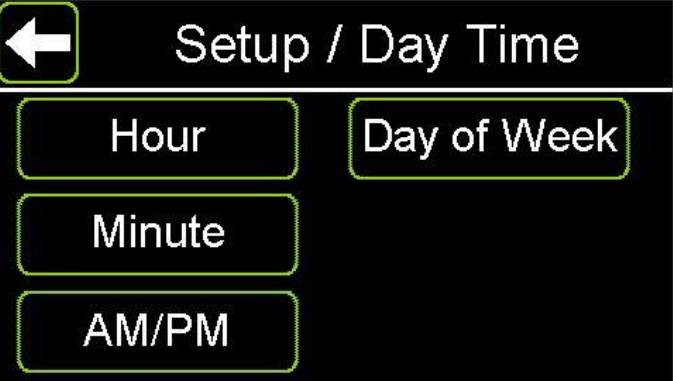 Setup / Day Time
Hour
Day of Week
Minute
AM/PM